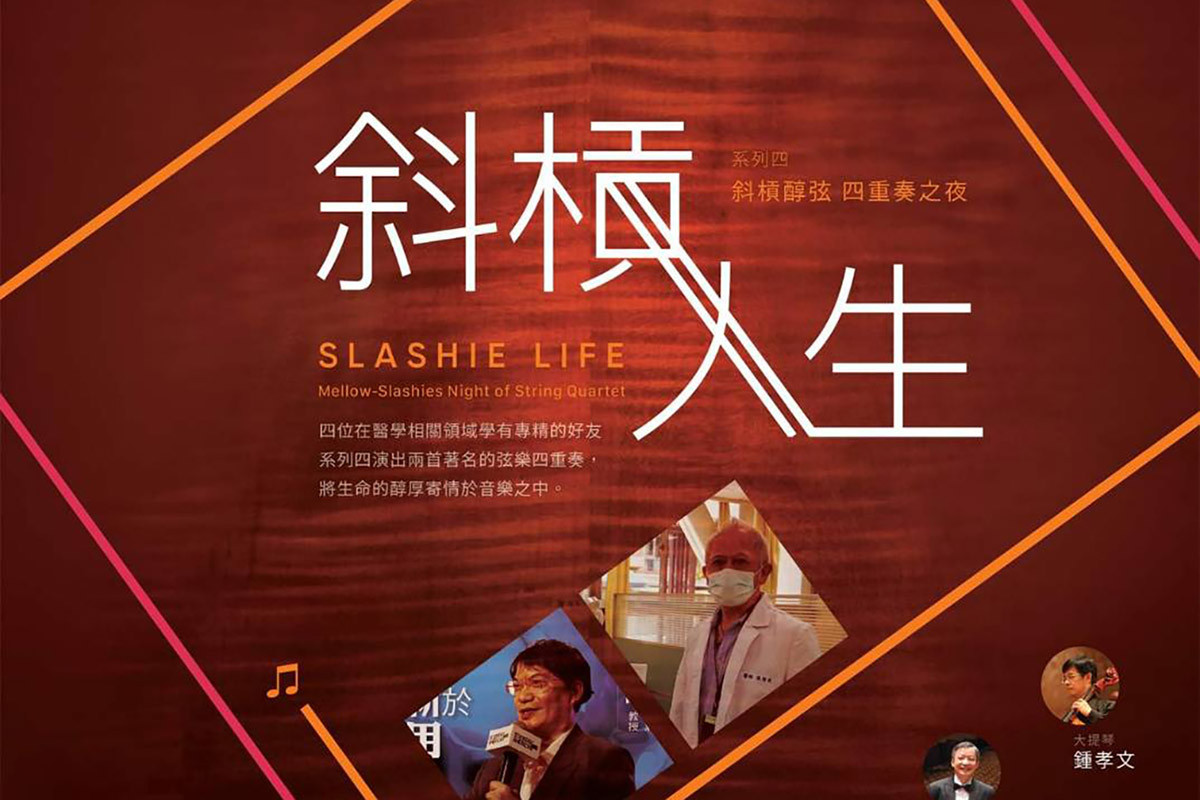 斜槓
人生
系列四
斜槓醇弦 四重奏之夜
SLASHIE LIFE
Mellow-Slashies Night of String Quartet
四位在醫學相關領域學有專精的好友
系列四演出兩首著名的弦樂四重奏，
將生命的醇厚寄情於音樂之中。
於
教授
大提琴
鍾孝文